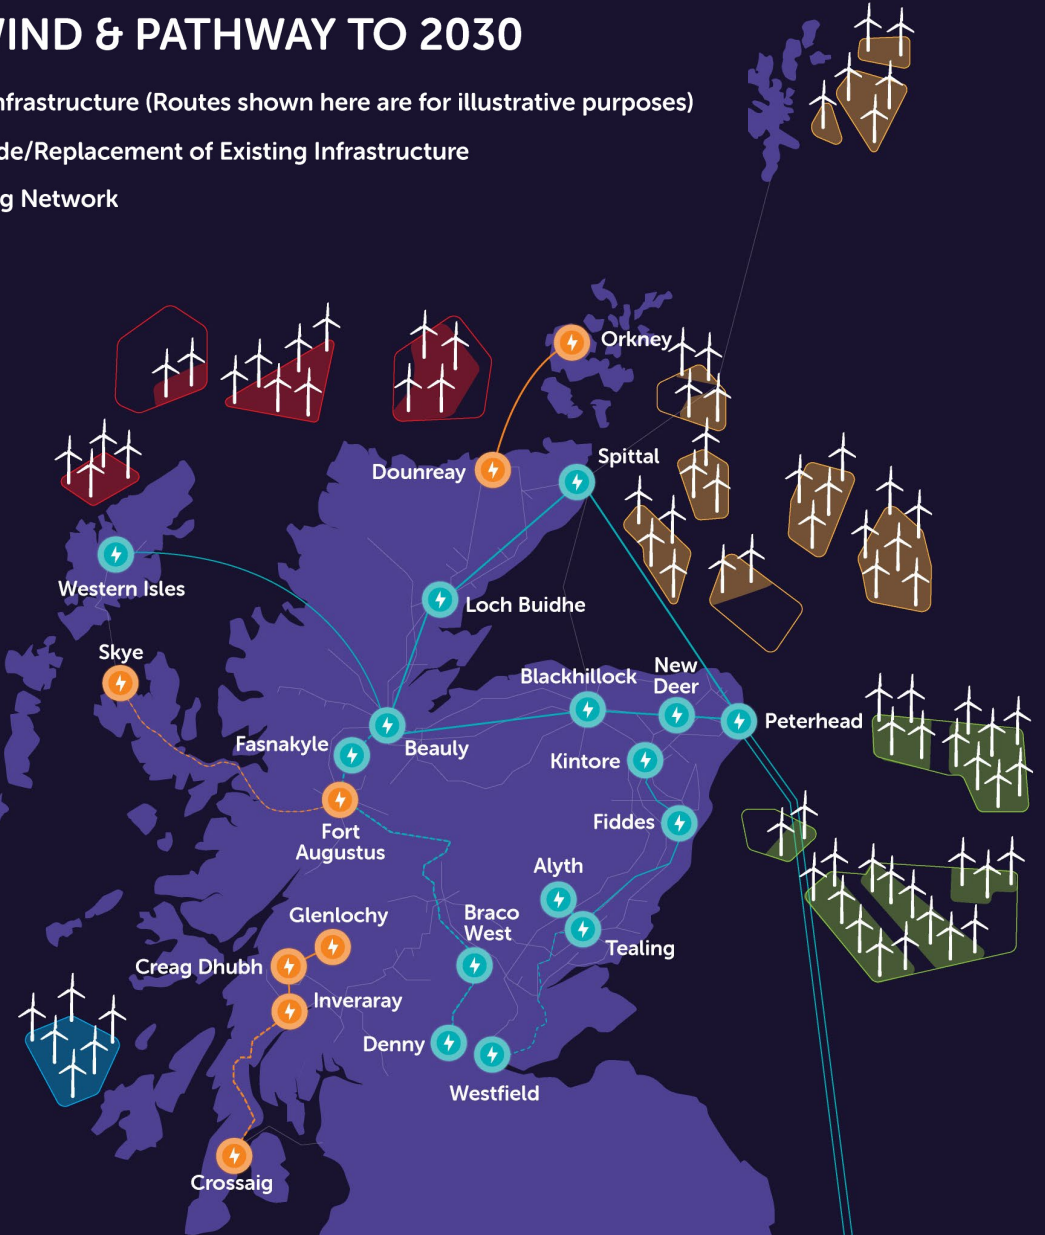 WIND & PATHWAY TO 2030
nfrastructure (Routes shown here are for illustrative purposes)
de/Replacement of Existing Infrastructure
g Network
Orkney
Spittal
Dounreay
Western Isles
Loch Buidhe
Skye
New
Blackhillock
Deer
Peterhead
Fasnakyle
Beauly
Kintore
Fort
Augustus
Fiddes
Alyth
Glenlochy
Braco
West
Tealing
Creag Dhubh
Inveraray
Denny
Westfield
Crossaig